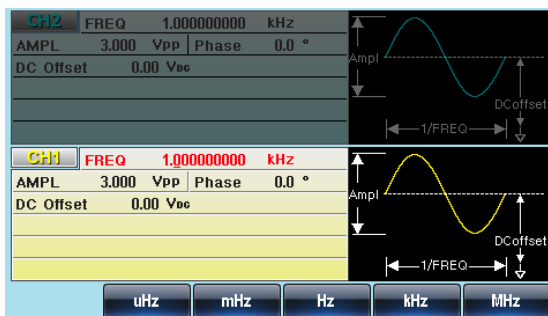 CH2 FREQ 1.000000000 kHz
AMPL 3.000 Vpp Phase 0.0 °
DC Offset 0.00 VDC
Ampl
DCoffset
1/FREQ
CH1 FREQ 1.000000000 kHz
AMPL 3.000 Vpp Phase 0.0 °
DC Offset 0.00 VDC
Ampl
DCoffset
1/FREQ
uHz mHz Hz kHz MHz